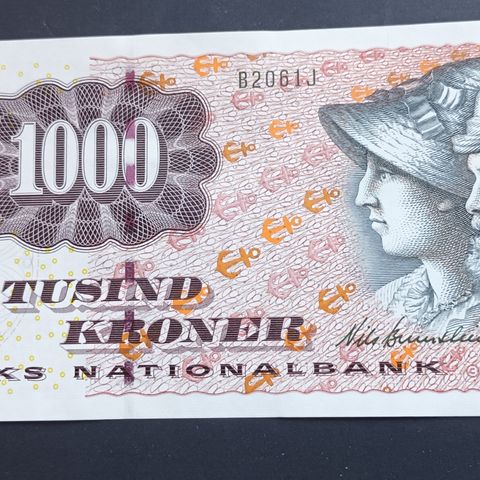 B2061J
1000
TUSIND
KRONER
KS NATIONALBANK